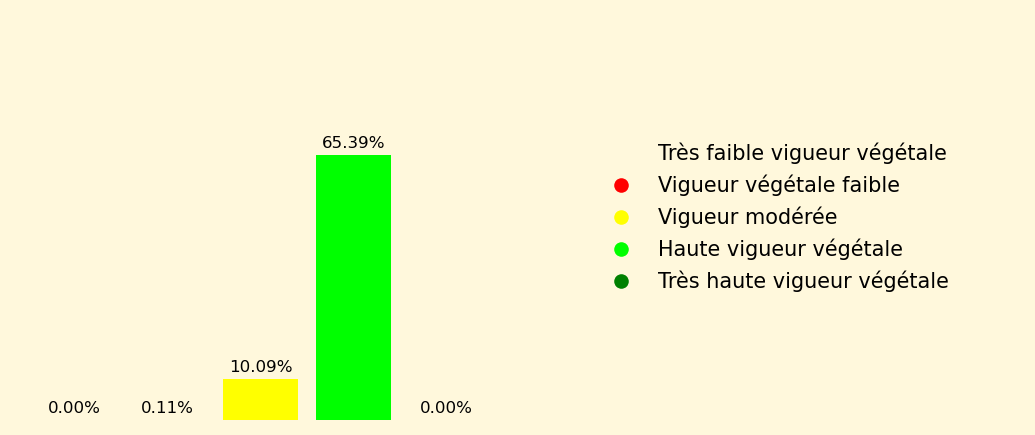 65.39%
10.09%
0.00% 0.11% 0.00%
Très faible vigueur végétale
Vigueur végétale faible
Vigueur modérée
Haute vigueur végétale
Très haute vigueur végétale